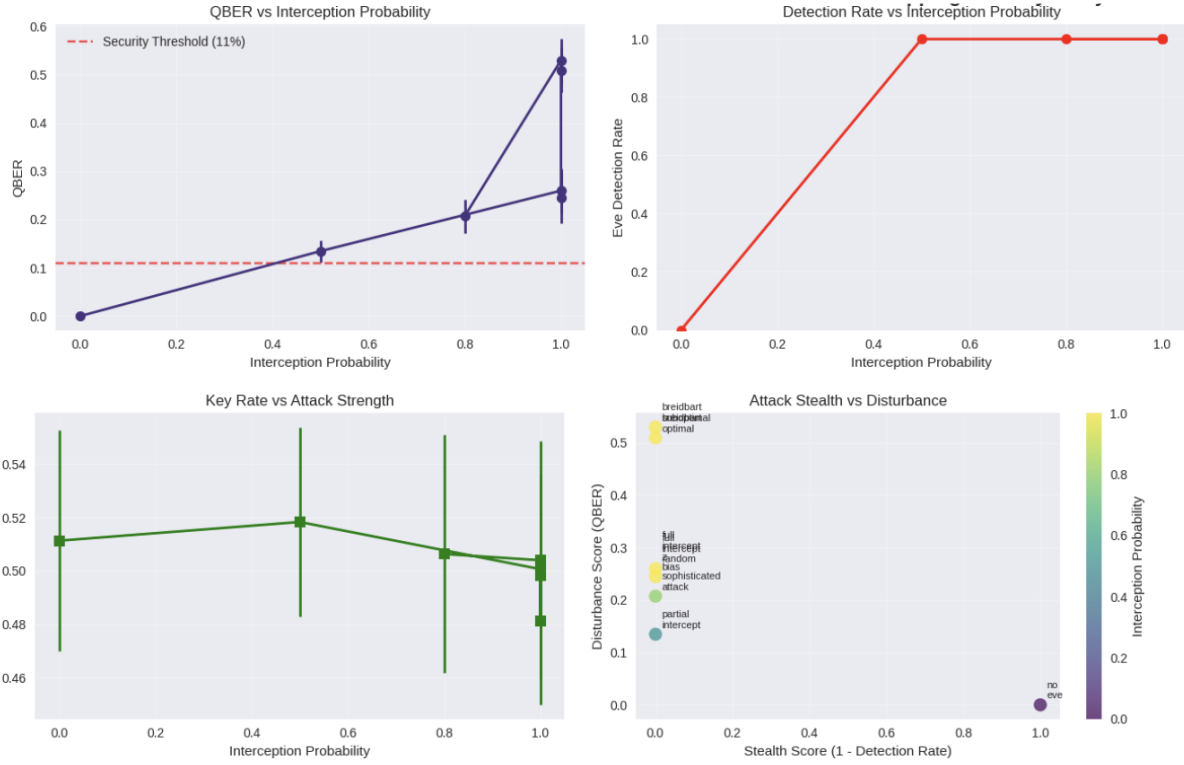 QBER vs Interception Probability
Security Threshold (11%)
0.6
0.5
0.4
0.3
0.2
0.1
0.0
QBER
0.0 0.2 0.4 0.6 0.8 1.0
Interception Probability
Detection Rate vs Interception Probability
1.0
0.8
0.6
0.4
0.2
0.0
Eve Detection Rate
0.0 0.2 0.4 0.6 0.8 1.0
Interception Probability
Key Rate vs Attack Strength
0.54
0.52
0.50
0.48
0.46
0.0 0.2 0.4 0.6 0.8 1.0
Interception Probability
Attack Stealth vs Disturbance
0.5
0.4
0.3
0.2
0.1
0.0
Disturbance Score (QBER)
breidbart
optimal
intercept
random
bias
sophisticated
attack
partial
intercept
no
eve
0.0 0.2 0.4 0.6 0.8 1.0
Stealth Score (1 - Detection Rate)
1.0
0.8
0.6
0.4
0.2
0.0
Interception Probability